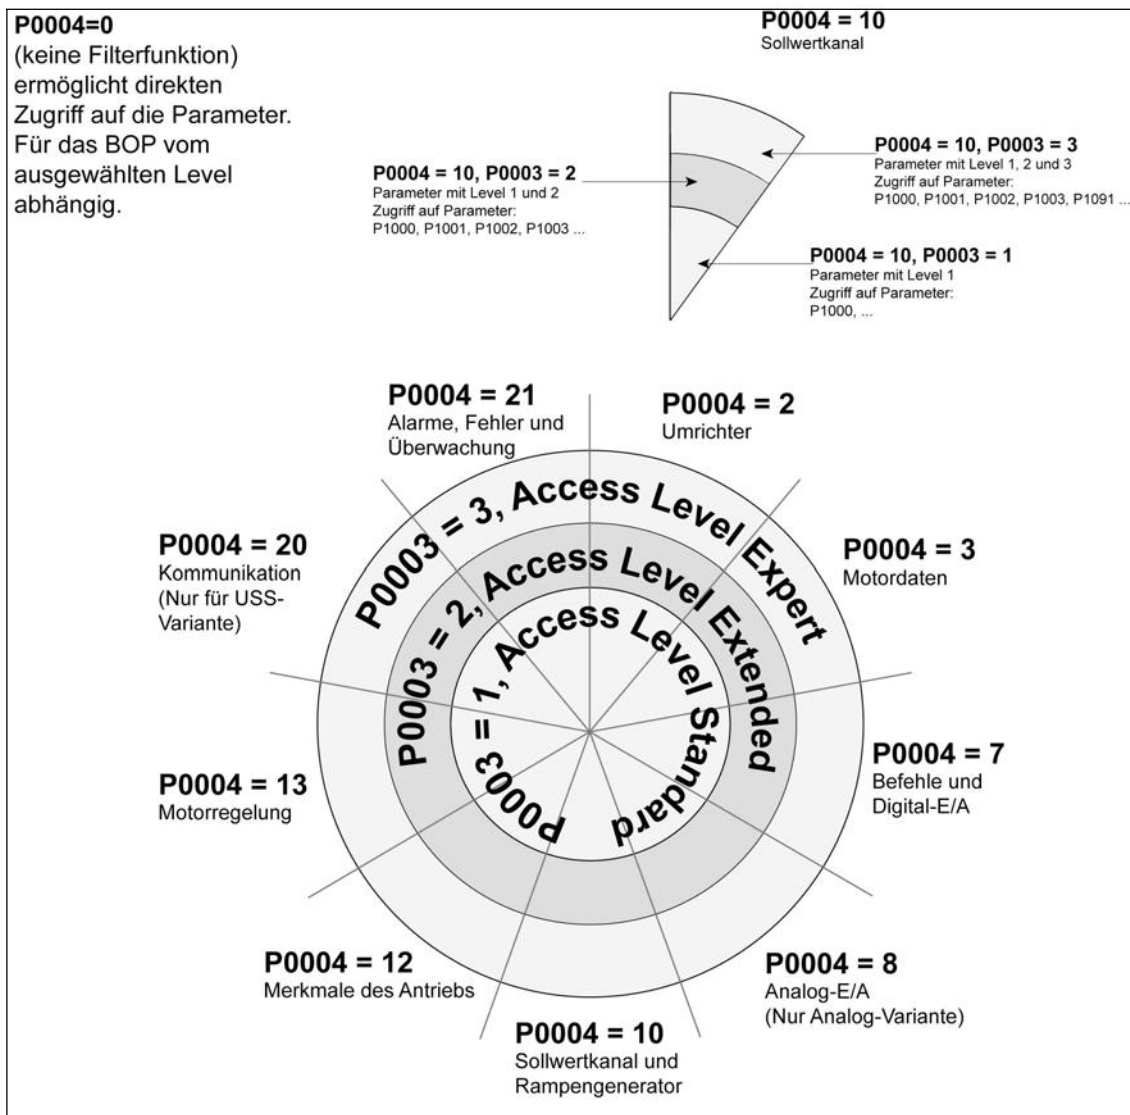 P0004=0
(keine Filterfunktion)
ermöglicht direkten
Zugriff auf die Parameter.
Für das BOP vom
ausgewählten Level
abhängig.
P0004 = 10
Sollwertkanal
P0004 = 10, P0003 = 2
Parameter mit Level 1 und 2
Zugriff auf Parameter:
P1000, P1001, P1002, P1003 ...
P0004 = 10, P0003 = 3
Parameter mit Level 1, 2 und 3
Zugriff auf Parameter:
P1000, P1001, P1002, P1003, P1091 ...
P0004 = 10, P0003 = 1
Parameter mit Level 1
Zugriff auf Parameter:
P1000, ...
P0004 = 21
Alarme, Fehler und
Überwachung
P0004 = 2
Umrichter
P0004 = 20
Kommunikation
(Nur für USS-
Variante)
P0004 = 3
Motordaten
P0003 = 3, Access Level Expert
P0003 = 2, Access Level Extended
P0003 = 1, Access Level Standard
P0004 = 13
Motorregelung
P0004 = 7
Befehle und
Digital-E/A
P0004 = 12
Merkmale des Antriebs
P0004 = 8
Analog-E/A
(Nur Analog-Variante)
P0004 = 10
Sollwertkanal und
Rampengenerator